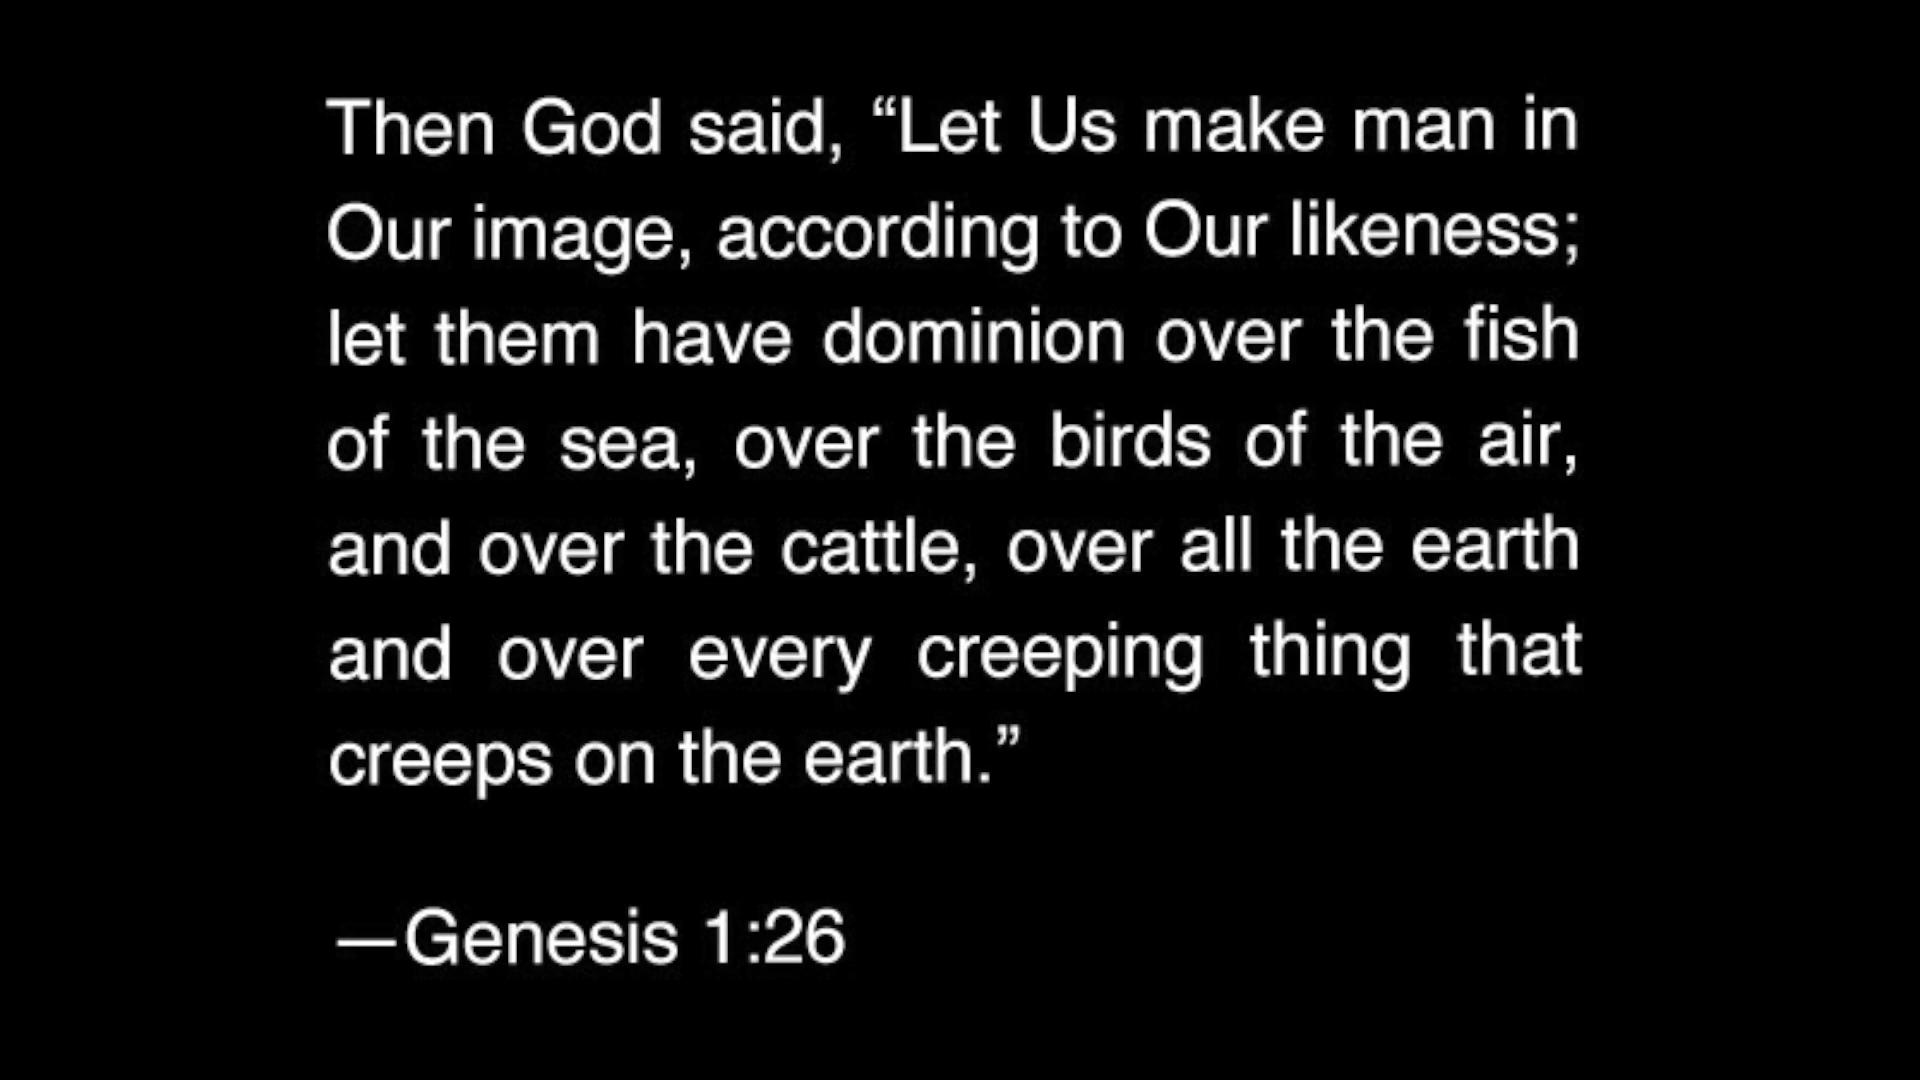 Then God said, “Let Us make man in
Our image, according to Our likeness;
let them have dominion over the fish
of the sea, over the birds of the air,
and over the cattle, over all the earth
and over every creeping thing that
creeps on the earth.”
—Genesis 1:26